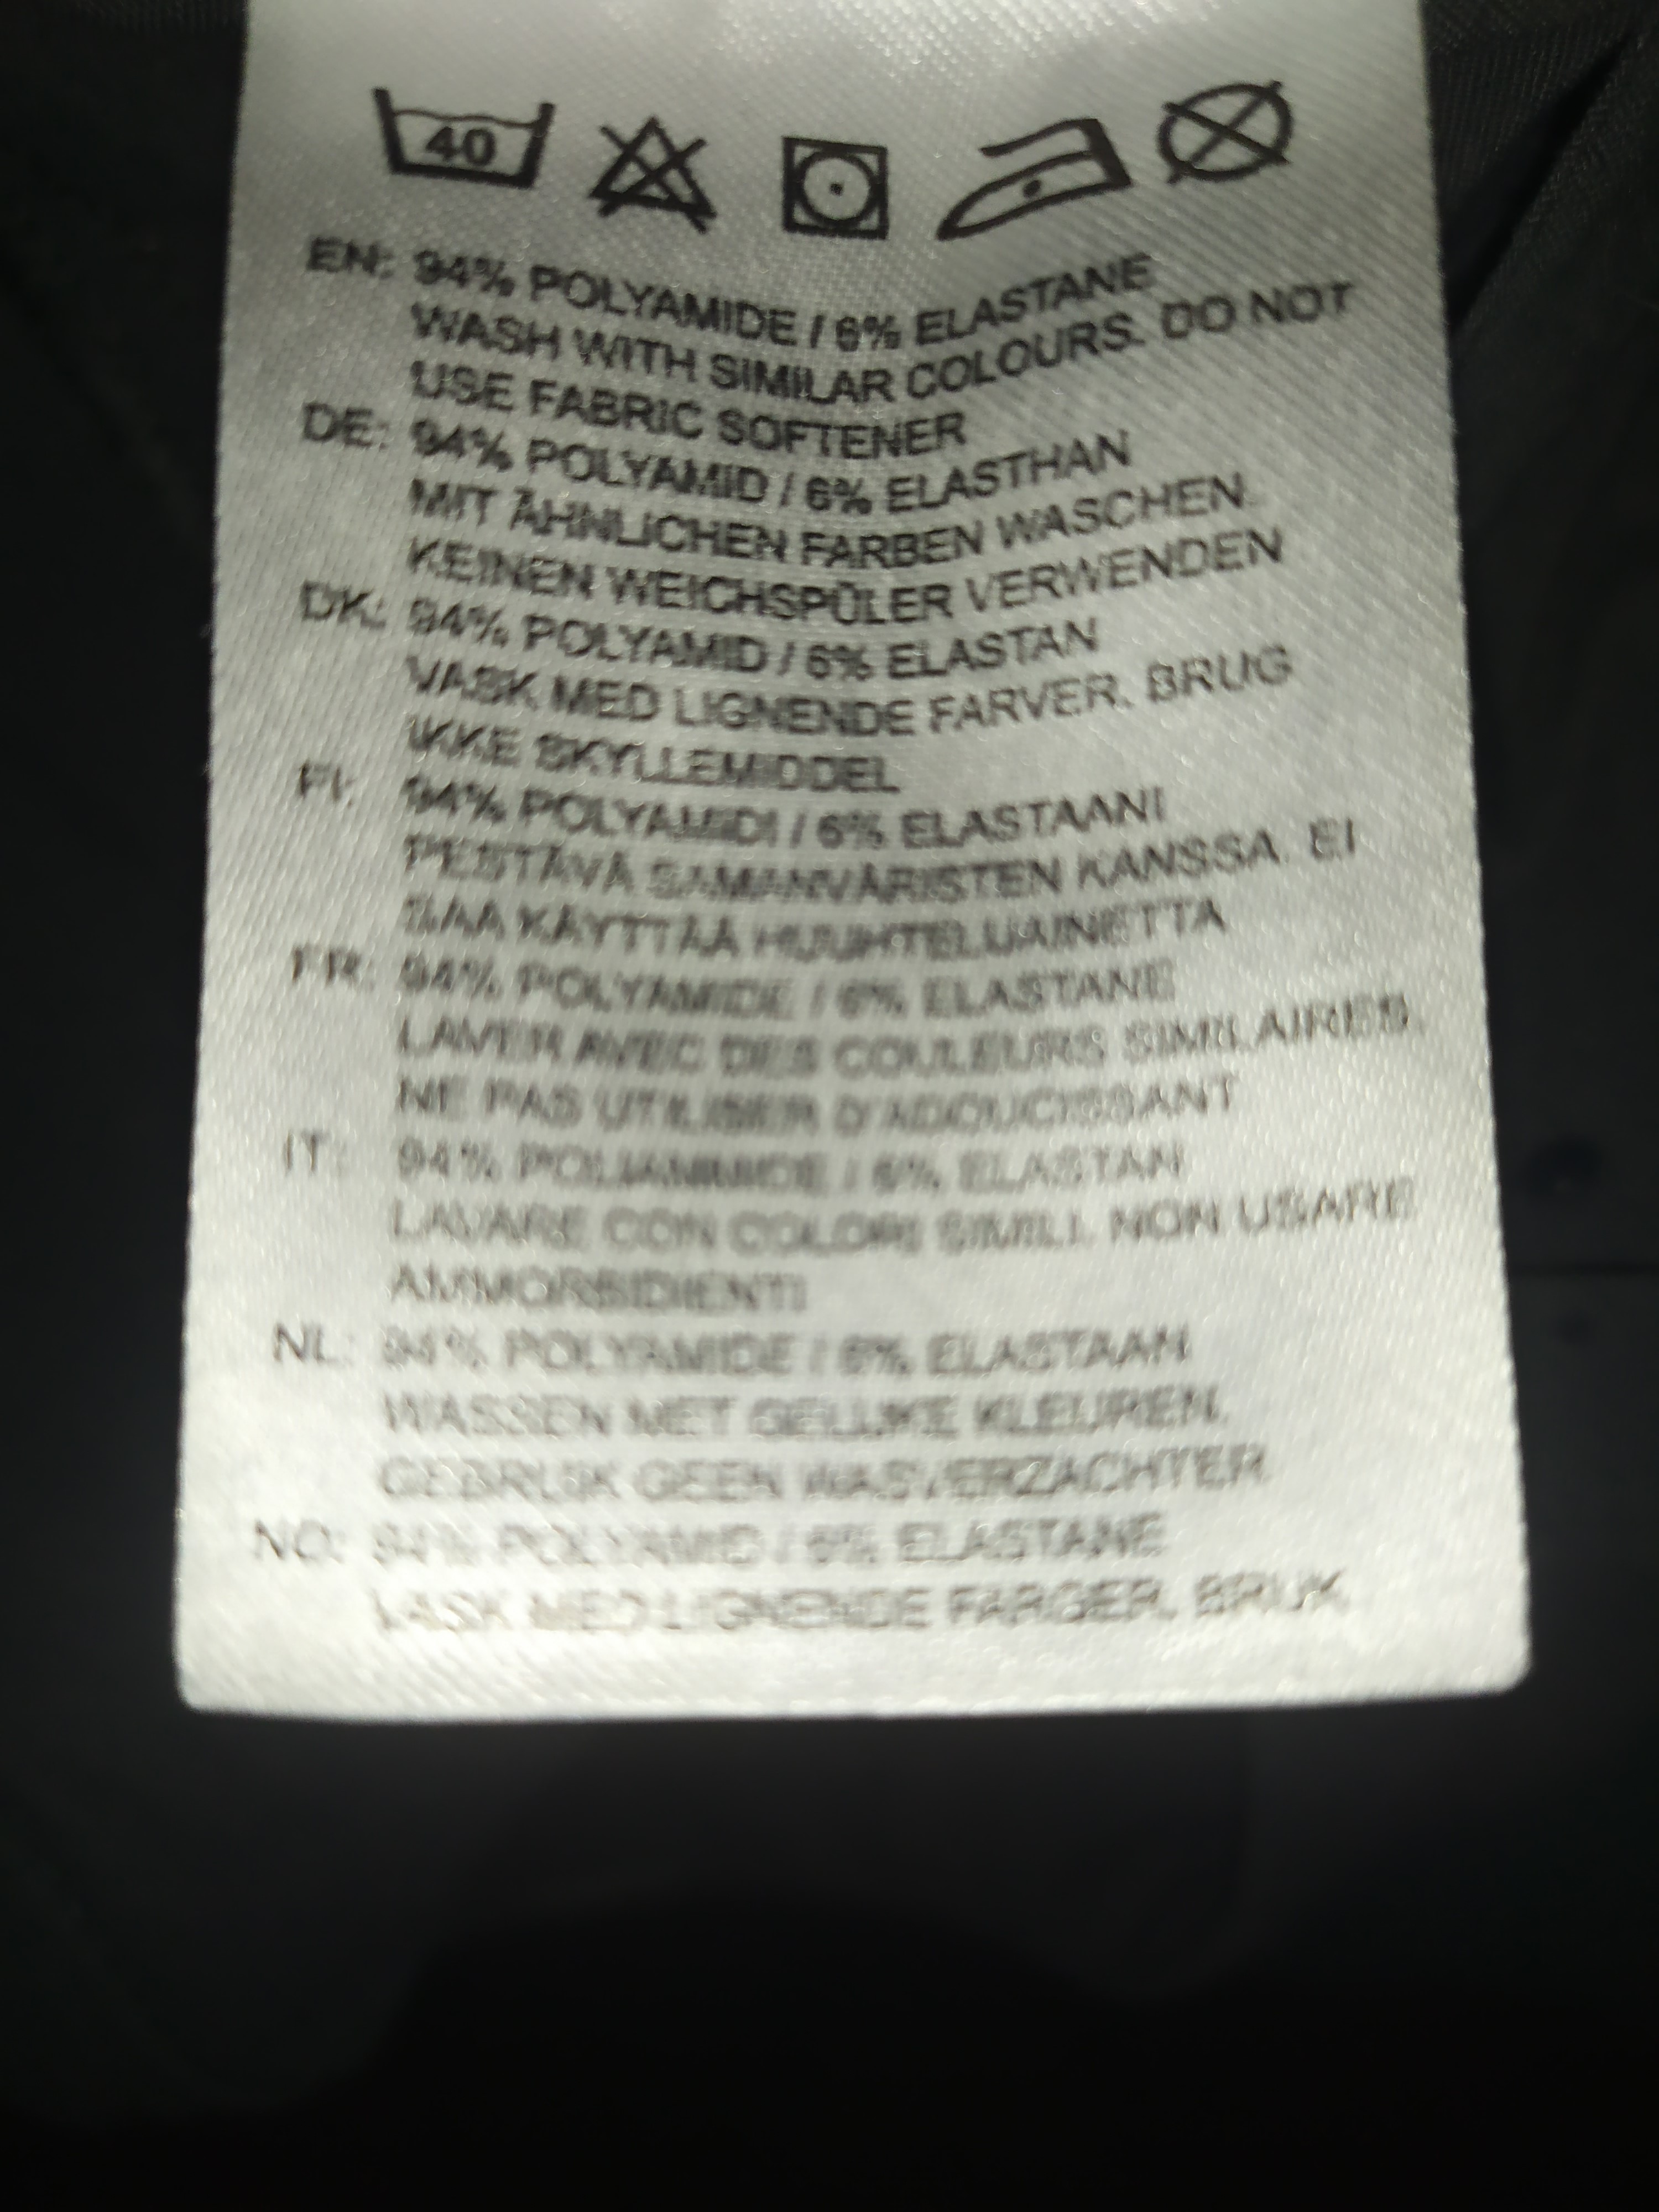 40
EN: 94% POLYAMIDE / 6% ELASTANE
WASH WITH SIMILAR COLOURS. DO NOT
USE FABRIC SOFTENER
DE: 94% POLYAMID / 6% ELASTHAN
MIT ÄHNLICHEN FARBEN WASCHEN.
KEINEN WEICHSPÜLER VERWENDEN
DK: 94% POLYAMID / 6% ELASTAN
VASK MED LIGNENDE FARVER. BRUG
IKKE SKYLLEMIDDEL
FI: 94% POLYAMIDI / 6% ELASTAANI
PESTÄVÄ SAMANVÄRISTEN KANSSA. EI
SAA KÄYTTÄÄ HUUHTELUAINETTA
FR: 94% POLYAMIDE / 6% ELASTANE
LAVER AVEC DES COULEURS SIMILAIRES.
NE PAS UTILISER D'ADOUCISSANT
IT: 94% POLIAMMIDE / 6% ELASTAN
LAVARE CON COLORI SIMILI. NON USARE
AMMORBIDIENTI
NL: 94% POLYAMIDE / 6% ELASTAAN
WASSEN MET GELIJKE KLEUREN.
GEBRUIK GEEN WASVERZACHTER
NO: 94% POLYAMID / 6% ELASTANE
VASK MED LIGNENDE FARGER. BRUK